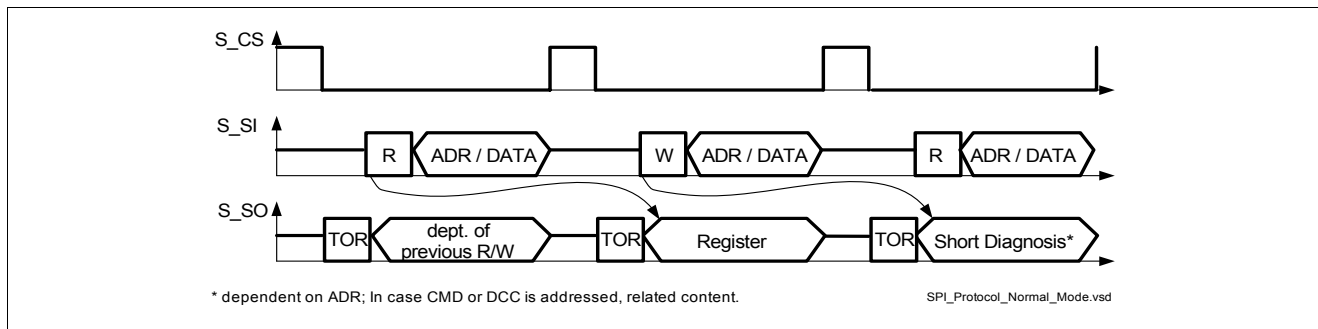 S_CS
S_SI
R
ADR / DATA
W
ADR / DATA
R
ADR / DATA
S_SO
TOR
dept. of
previous R/W
TOR
Register
TOR
Short Diagnosis*
* dependent on ADR; In case CMD or DCC is addressed, related content.
SPI_Protocol_Normal_Mode.vsd